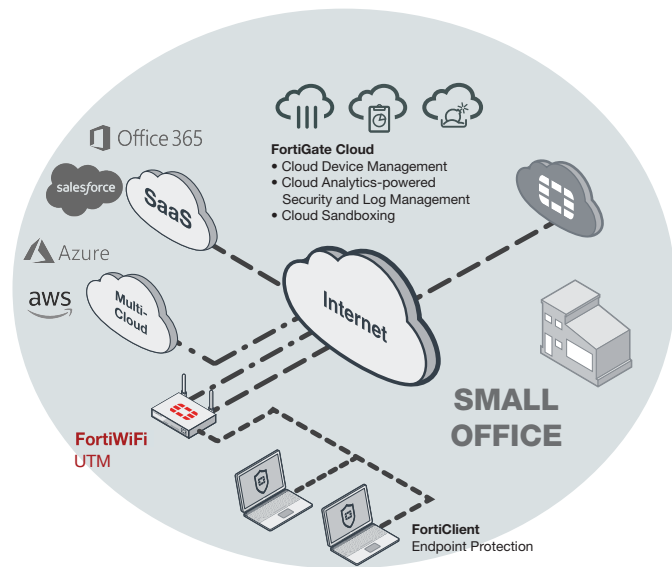 Office 365
salesforce
SaaS
FortiGate Cloud
• Cloud Device Management
• Cloud Analytics-powered
Security and Log Management
• Cloud Sandboxing
Azure
aws
Multi-
Cloud
Internet
SMALL
OFFICE
FortiWiFi
UTM
FortiClient
Endpoint Protection